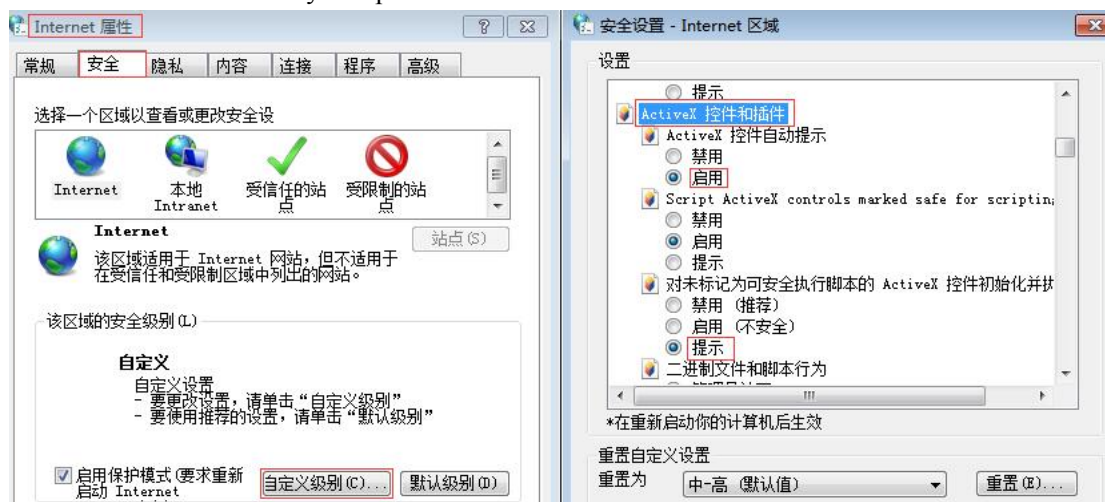 Internet 属性
常规 安全 隐私 内容 连接 程序 高级
选择一个区域以查看或更改安全设
Internet
本地
Intranet
受信任的站
点
受限制的站
点
Internet
站点(S)
该区域适用于 Internet 网站，但不适用于
在受信任和受限制区域中列出的网站。
该区域的安全级别(L)
自定义
自定义设置
- 要更改设置，请单击“自定义级别”
- 要使用推荐的设置，请单击“默认级别”
启用保护模式(要求重新
启动 Internet
自定义级别(C)...
默认级别(D)
安全设置 - Internet 区域
设置
提示
ActiveX 控件和插件
ActiveX 控件自动提示
禁用
启用
Script ActiveX controls marked safe for scripting
禁用
启用
提示
对未标记为可安全执行脚本的 ActiveX 控件初始化并执
禁用 (推荐)
启用 (不安全)
提示
二进制文件和脚本行为
*在重新启动你的计算机后生效
重置自定义设置
重置为
中-高 (默认值)
重置(E)...